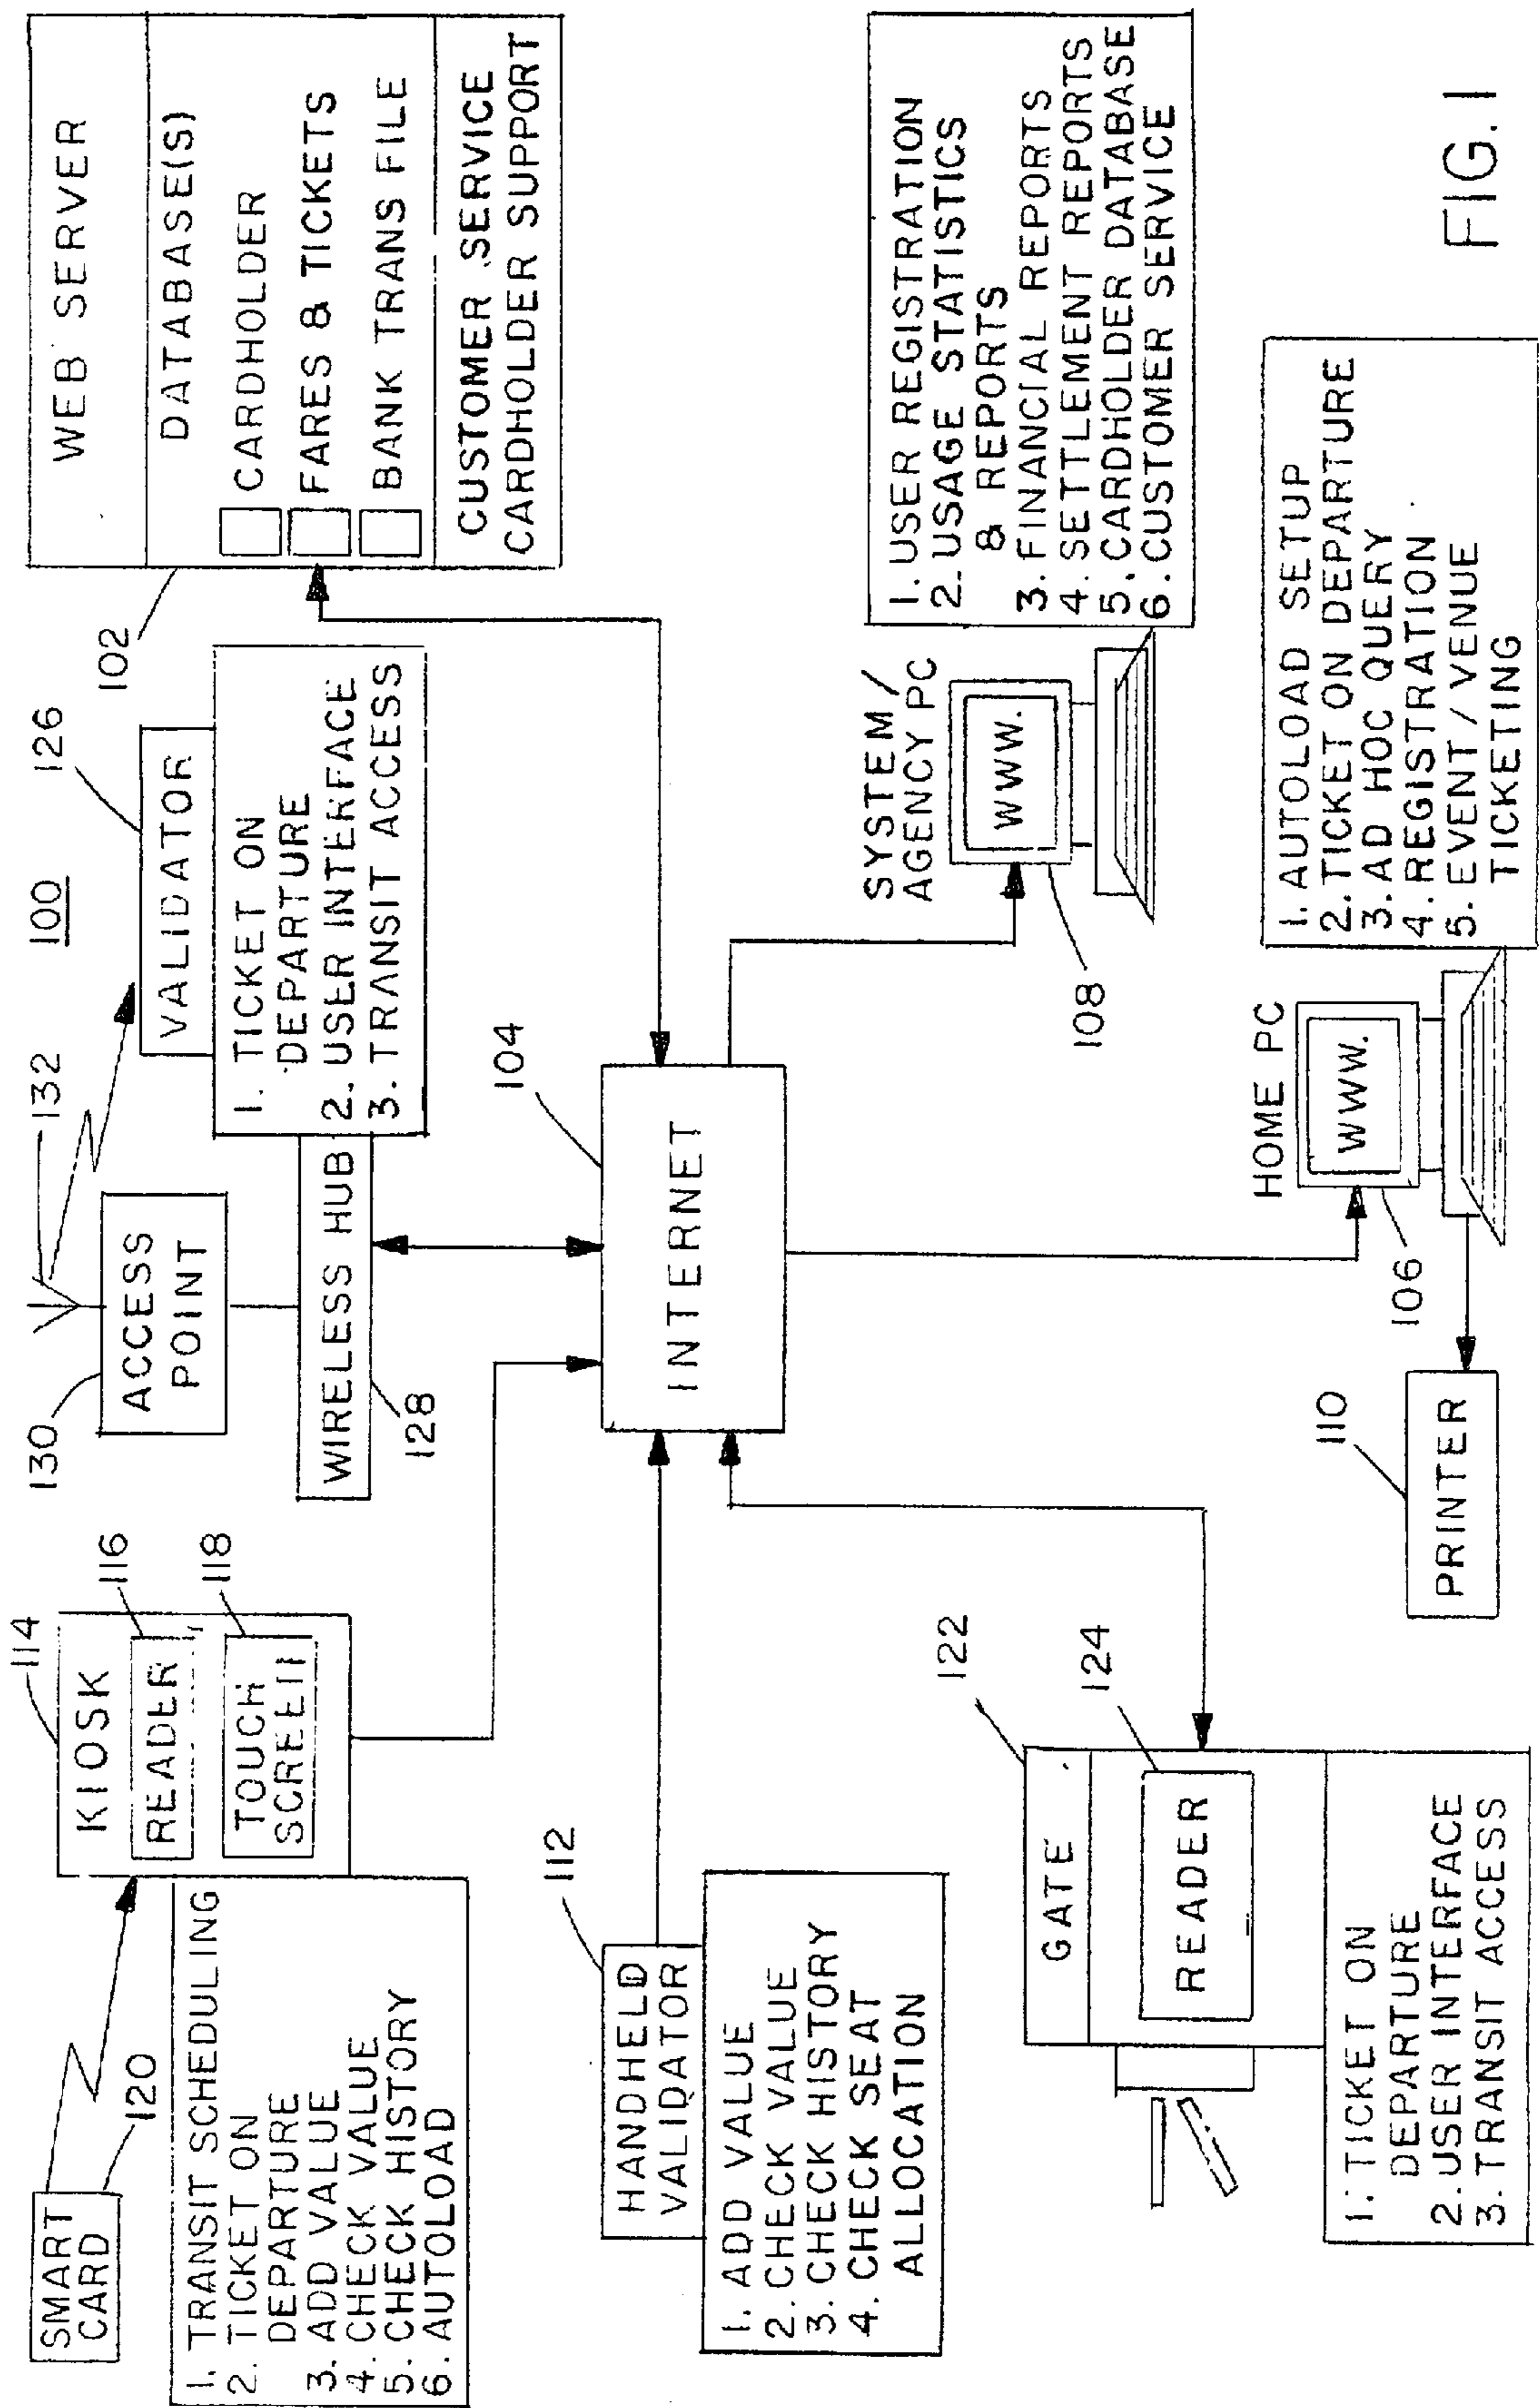 100
SMART
CARD
120
KIOSK
114
READER
116
TOUCH
SCREEN
118
1. TRANSIT SCHEDULING
2. TICKET ON
DEPARTURE
3. ADD VALUE
4. CHECK VALUE
5. CHECK HISTORY
6. AUTOLOAD
ACCESS
POINT
130
132
WIRELESS HUB
128
VALIDATOR
126
1. TICKET ON
DEPARTURE
2. USER INTERFACE
3. TRANSIT ACCESS
WEB SERVER
102
DATABASE(S)
CARDHOLDER
FARES & TICKETS
BANK TRANS FILE
CUSTOMER SERVICE
CARDHOLDER SUPPORT
HANDHELD
VALIDATOR
112
1. ADD VALUE
2. CHECK VALUE
3. CHECK HISTORY
4. CHECK SEAT
ALLOCATION
INTERNET
104
SYSTEM /
AGENCY PC
WWW.
108
1. USER REGISTRATION
2. USAGE STATISTICS
& REPORTS
3. FINANCIAL REPORTS
4. SETTLEMENT REPORTS
5. CARDHOLDER DATABASE
6. CUSTOMER SERVICE
GATE
122
READER
124
1. TICKET ON
DEPARTURE
2. USER INTERFACE
3. TRANSIT ACCESS
PRINTER
110
HOME PC
WWW.
106
1. AUTOLOAD SETUP
2. TICKET ON DEPARTURE
3. AD HOC QUERY
4. REGISTRATION
5. EVENT / VENUE
TICKETING
FIG. 1